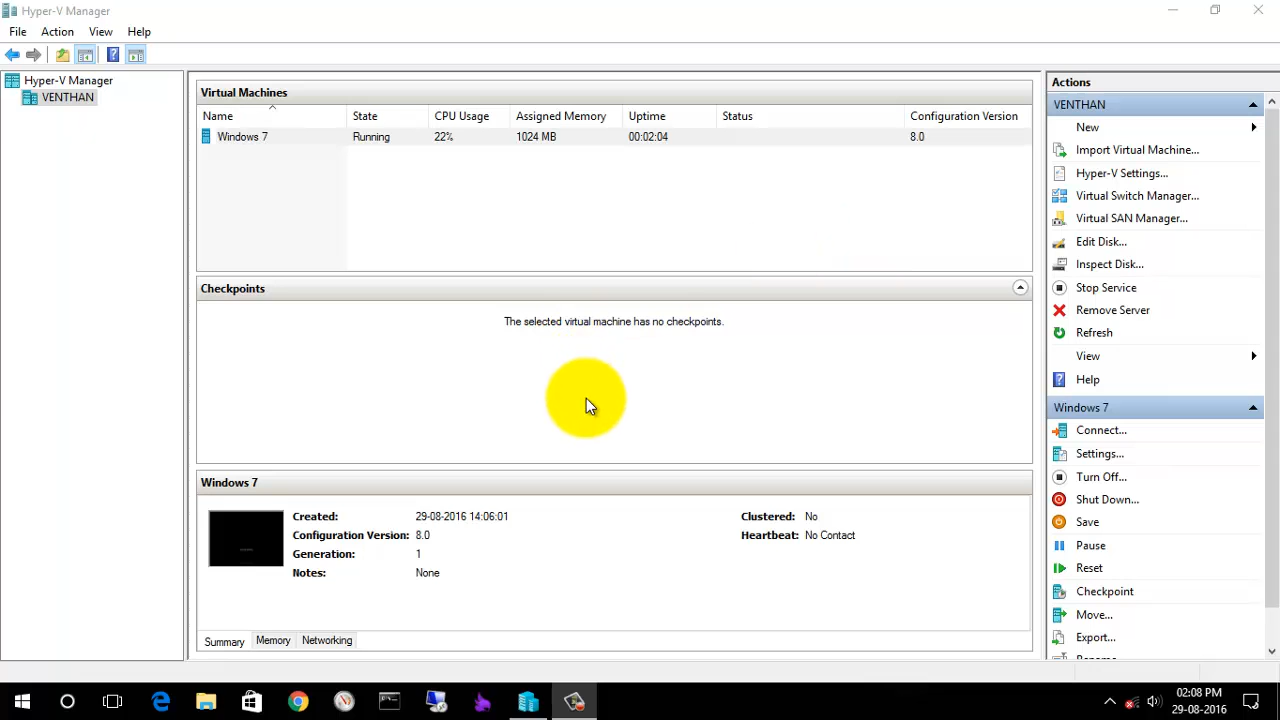 Hyper-V Manager
File Action View Help
Hyper-V Manager
VENTHAN
Virtual Machines
Name State CPU Usage Assigned Memory Uptime Status Configuration Version
Windows 7 Running 22% 1024 MB 00:02:04 8.0
Checkpoints
The selected virtual machine has no checkpoints.
Windows 7
Created: 29-08-2016 14:06:01 Clustered: No
Configuration Version: 8.0 Heartbeat: No Contact
Generation: 1
Notes: None
Summary Memory Networking
Actions
VENTHAN
New
Import Virtual Machine...
Hyper-V Settings...
Virtual Switch Manager...
Virtual SAN Manager...
Edit Disk...
Inspect Disk...
Stop Service
Remove Server
Refresh
View
Help
Windows 7
Connect...
Settings...
Turn Off...
Shut Down...
Save
Pause
Reset
Checkpoint
Move...
Export...
Rename...
02:08 PM
29-08-2016